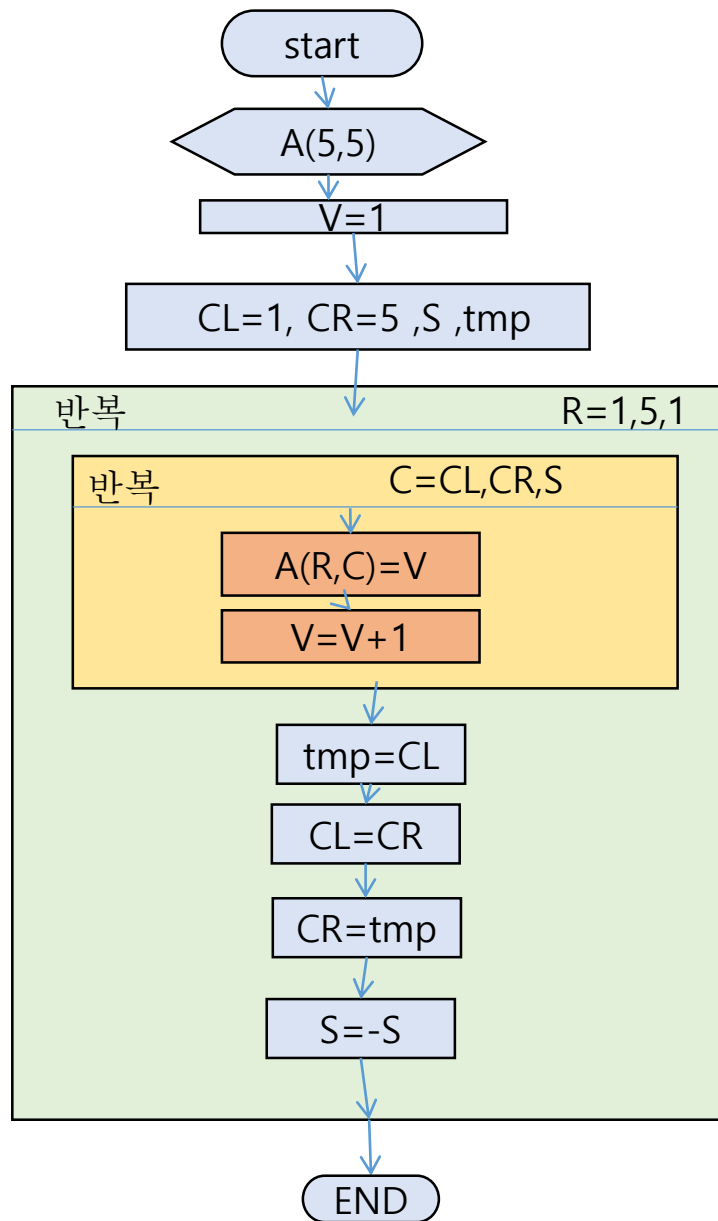 start
A(5,5)
V=1
CL=1, CR=5 ,S ,tmp
반복 R=1,5,1
반복 C=CL,CR,S
A(R,C)=V
V=V+1
tmp=CL
CL=CR
CR=tmp
S=-S
END